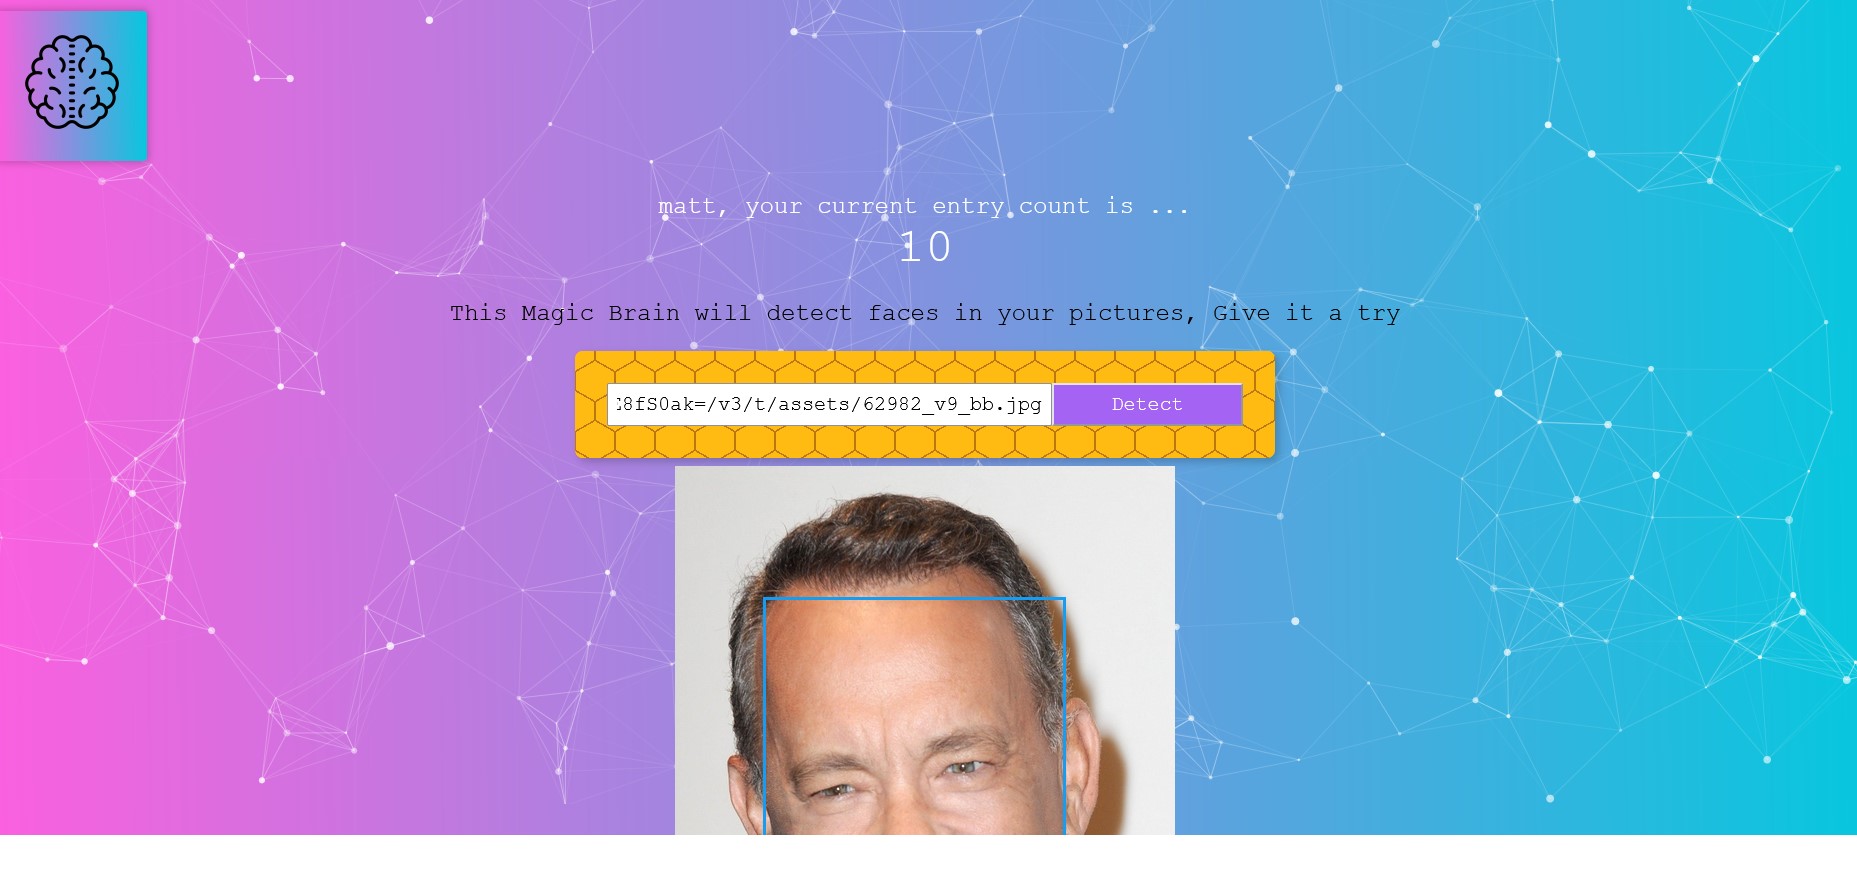 matt, your current entry count is ...
10
This Magic Brain will detect faces in your pictures, Give it a try
8fS0ak=/v3/t/assets/62982_v9_bb.jpg Detect